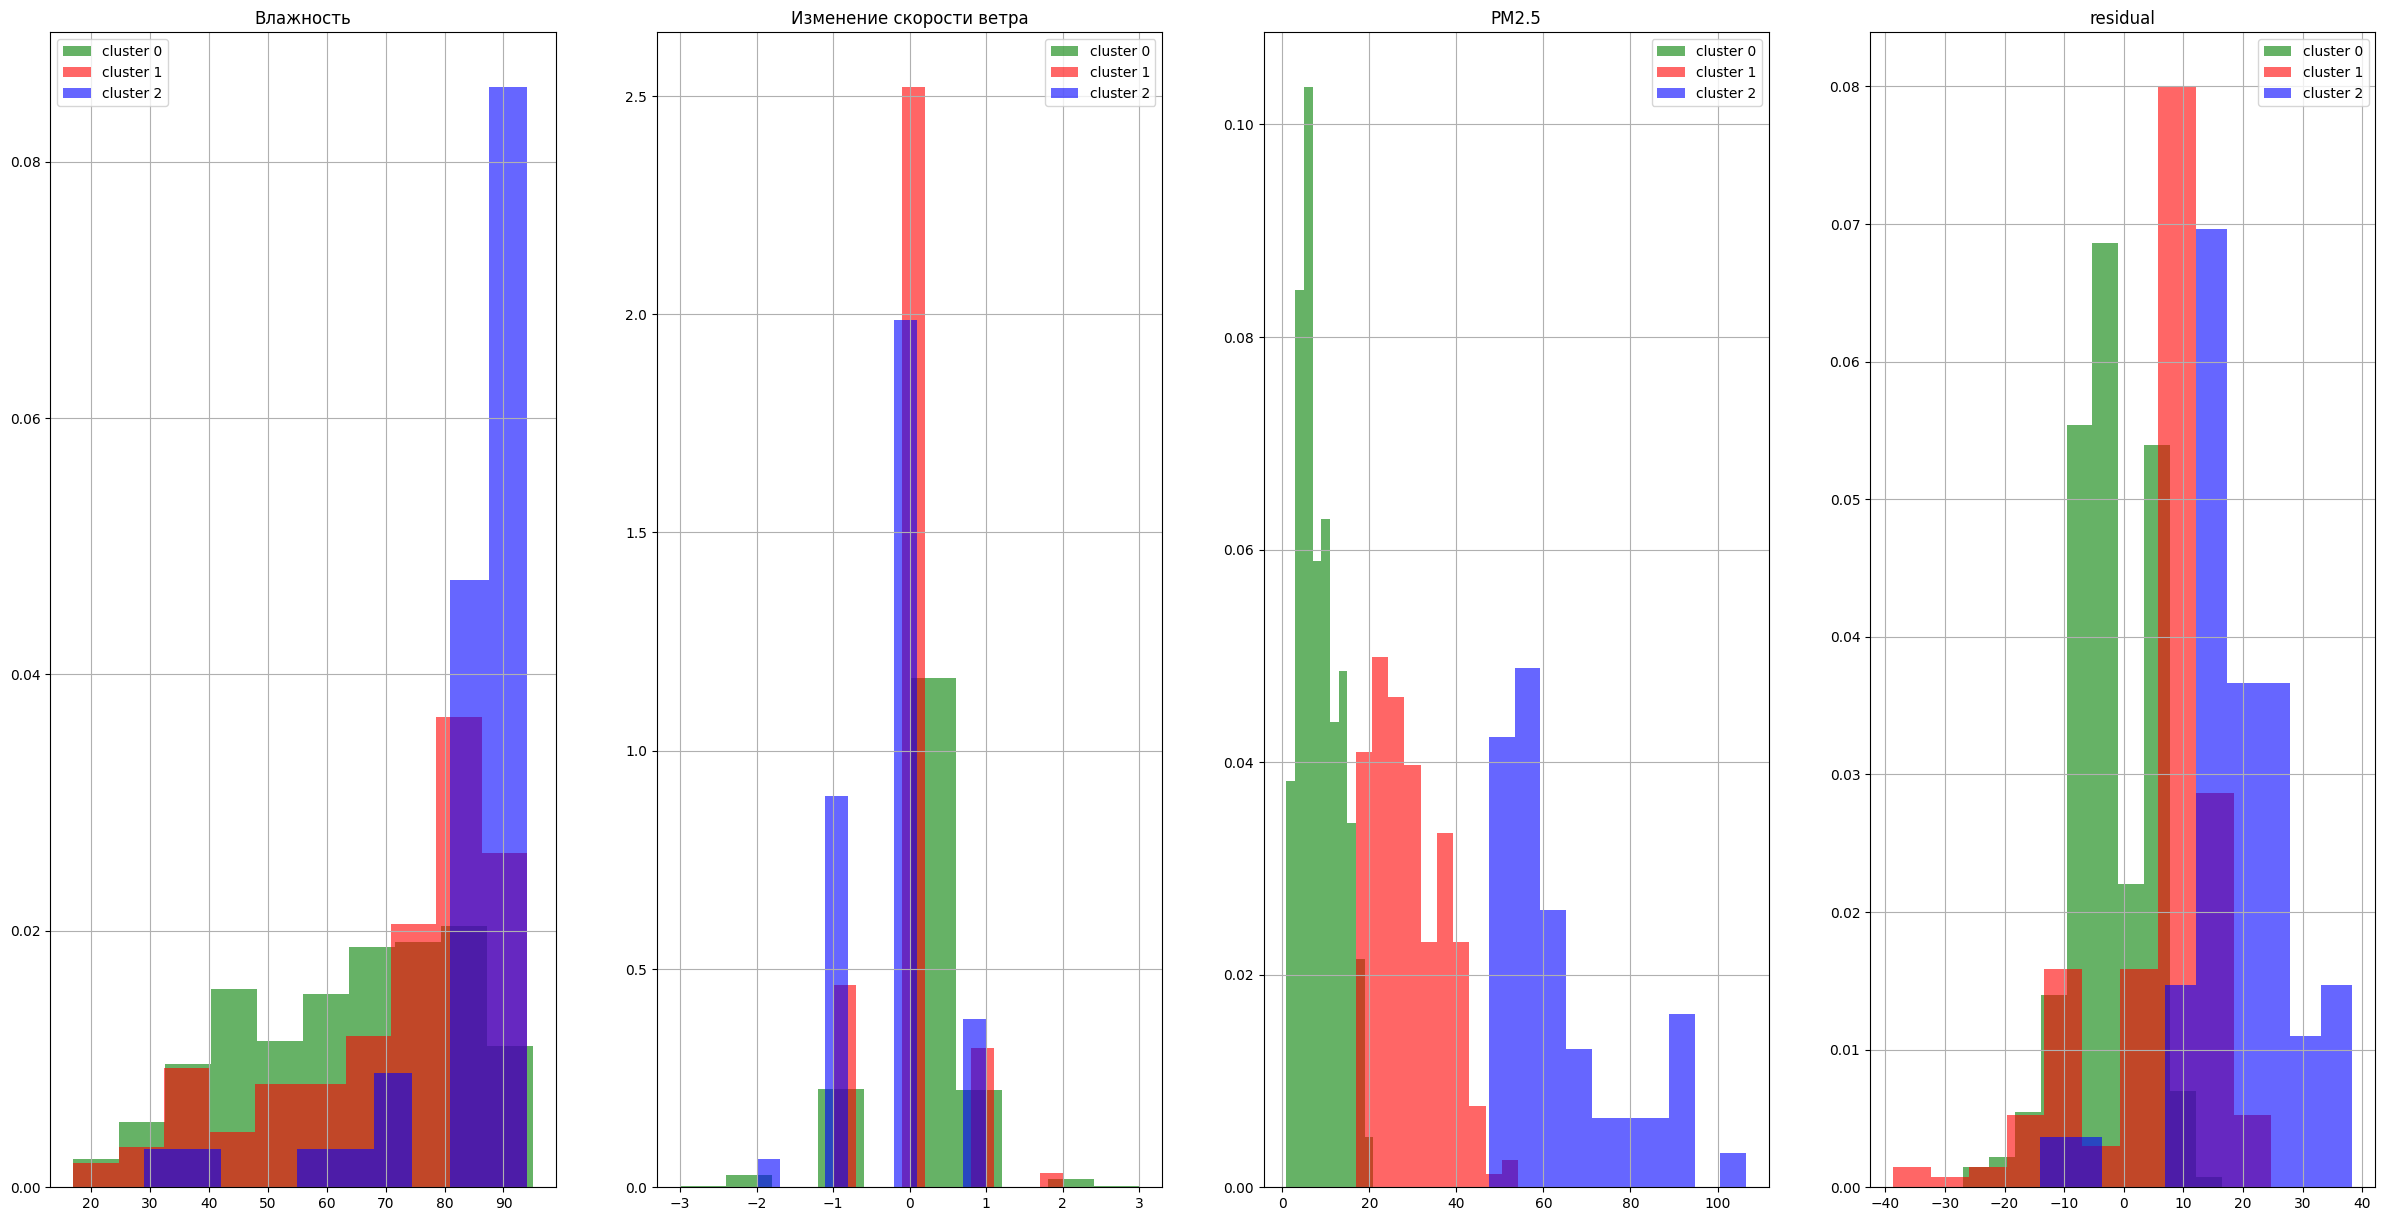 Влажность
cluster 0
cluster 1
cluster 2
0.00
0.02
0.04
0.06
0.08
20 30 40 50 60 70 80 90
Изменение скорости ветра
cluster 0
cluster 1
cluster 2
0.0
0.5
1.0
1.5
2.0
2.5
−3 −2 −1 0 1 2 3
PM2.5
cluster 0
cluster 1
cluster 2
0.00
0.02
0.04
0.06
0.08
0.10
0 20 40 60 80 100
residual
cluster 0
cluster 1
cluster 2
0.00
0.01
0.02
0.03
0.04
0.05
0.06
0.07
0.08
−40 −30 −20 −10 0 10 20 30 40